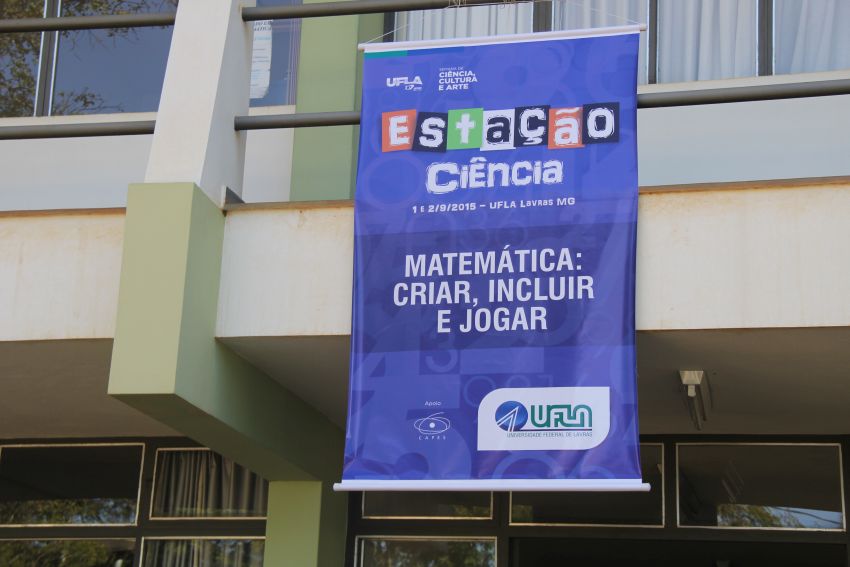 UFLA
SEMANA DE
CIÊNCIA,
CULTURA
E ARTE
EStAÇão
CiÊNcia
1 E 2/9/2015 – UFLA Lavras MG
MATEMÁTICA:
CRIAR, INCLUIR
E JOGAR
Apoio
CAPES
UFLA
UNIVERSIDADE FEDERAL DE LAVRAS